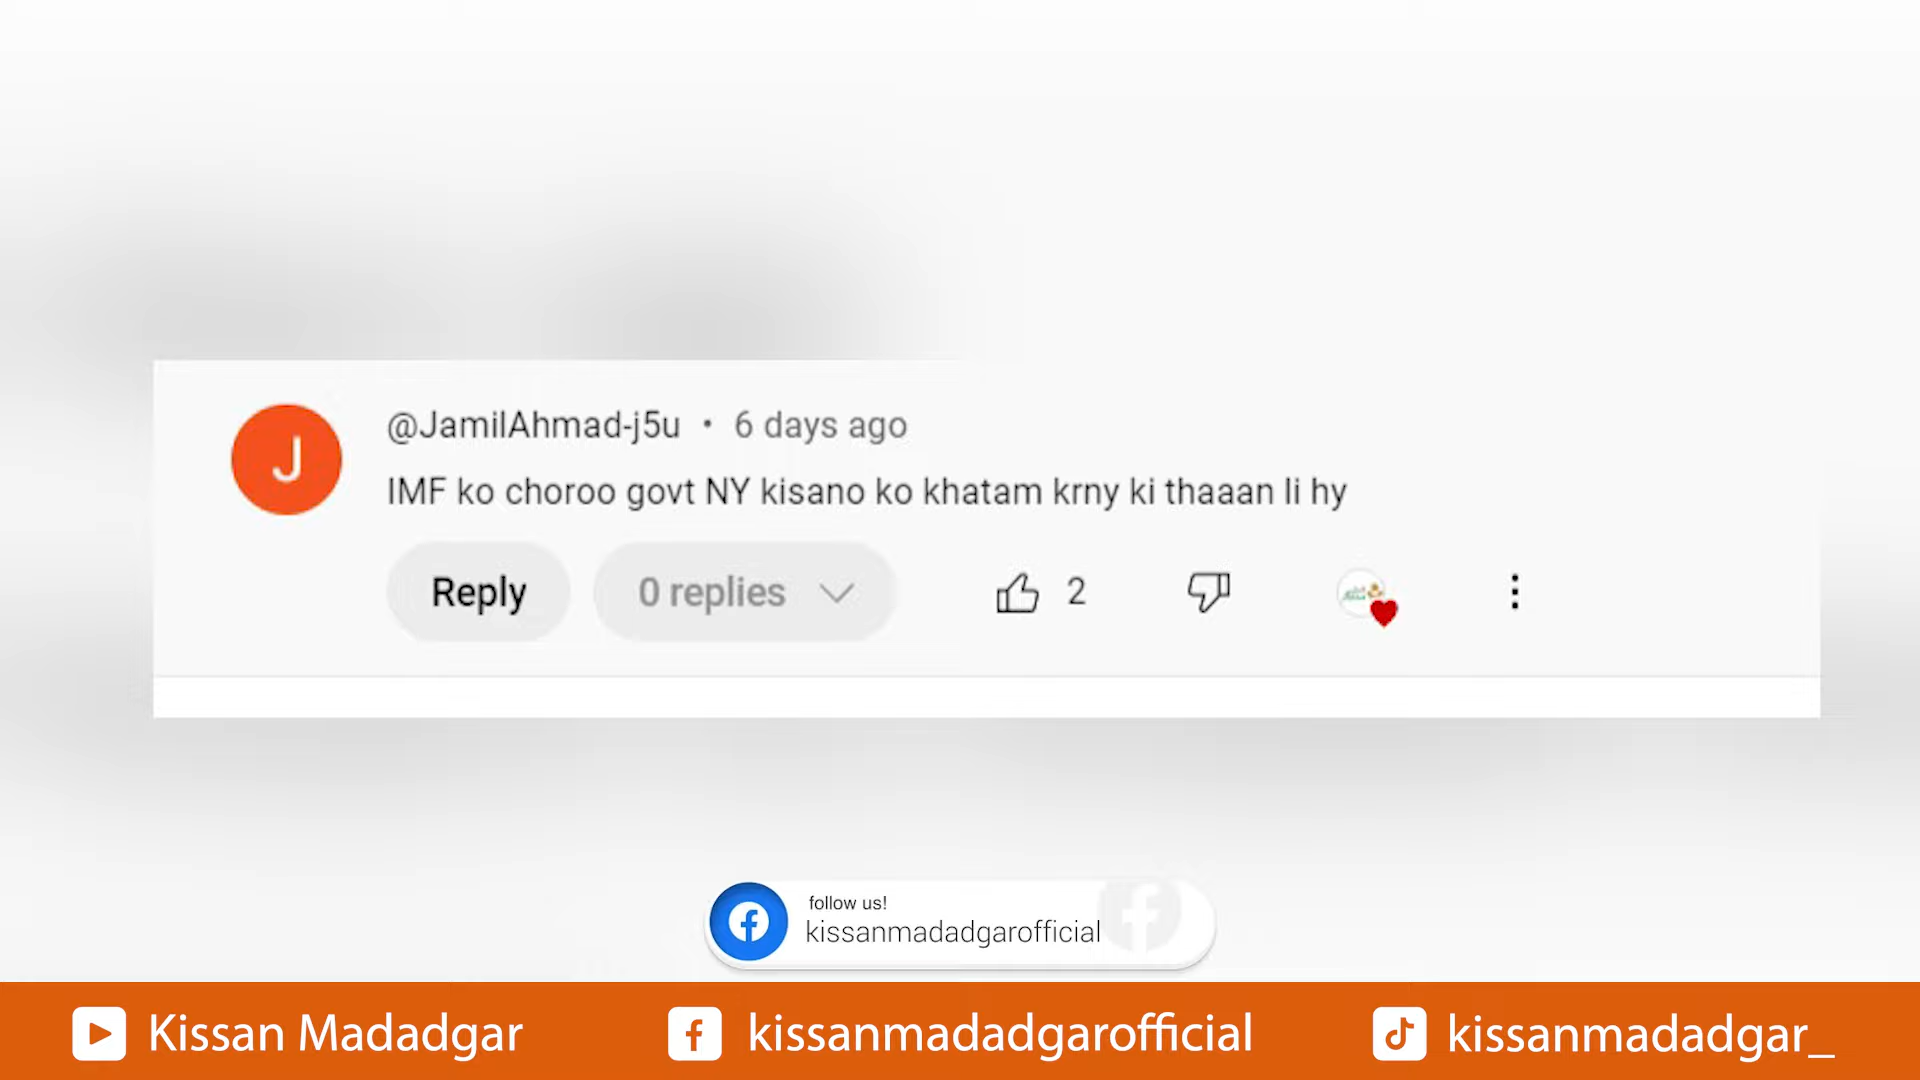 @JamilAhmad-j5u • 6 days ago
IMF ko choroo govt NY kisano ko khatam krny ki thaaan li hy
Reply
0 replies
2
follow us!
kissanmadadgarofficial
Kissan Madadgar
kissanmadadgarofficial
kissanmadadgar_